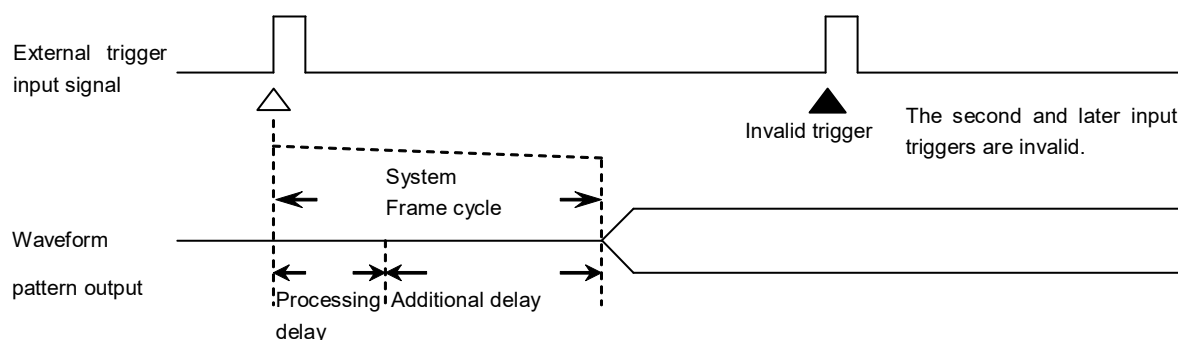 External trigger
input signal
Invalid trigger
The second and later input
triggers are invalid.
System
Frame cycle
Waveform
pattern output
Processing
delay
Additional delay